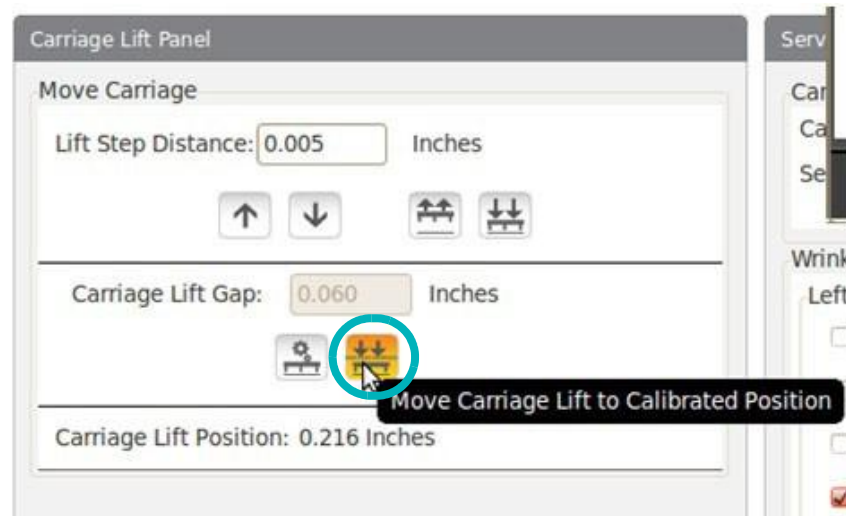 Carriage Lift Panel
Move Carriage
Lift Step Distance: 0.005 Inches
Carriage Lift Gap: 0.060 Inches
Move Carriage Lift to Calibrated Position
Carriage Lift Position: 0.216 Inches
Serv
Car
Ca
Se
Wrink
Left